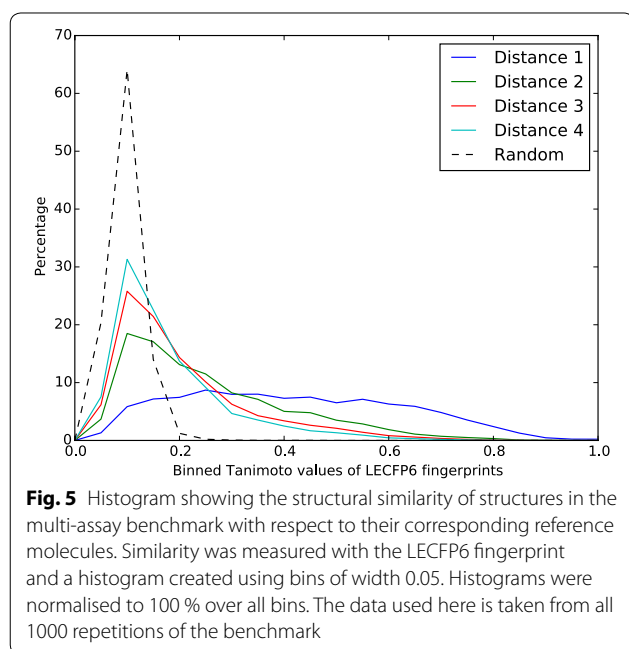 70
60
50
40
30
20
10
0
Percentage
Distance 1
Distance 2
Distance 3
Distance 4
Random
0.0 0.2 0.4 0.6 0.8 1.0
Binned Tanimoto values of LECFP6 fingerprints
Fig. 5 Histogram showing the structural similarity of structures in the
multi-assay benchmark with respect to their corresponding reference
molecules. Similarity was measured with the LECFP6 fingerprint
and a histogram created using bins of width 0.05. Histograms were
normalised to 100 % over all bins. The data used here is taken from all
1000 repetitions of the benchmark